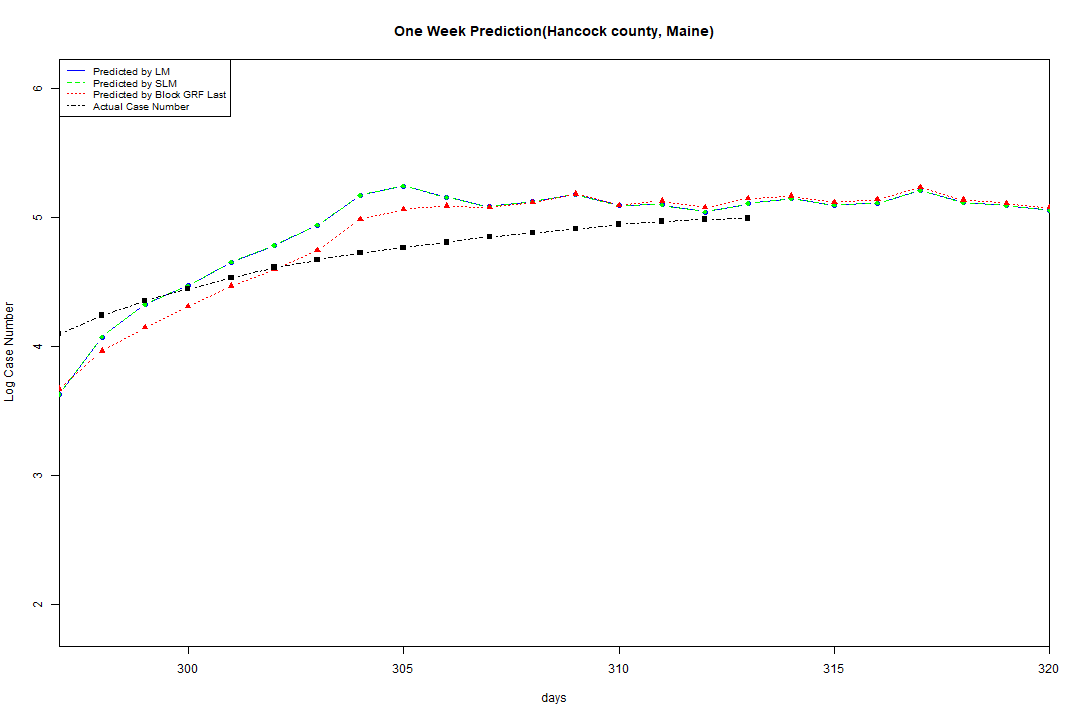 One Week Prediction(Hancock county, Maine)
Predicted by LM
Predicted by SLM
Predicted by Block GRF Last
Actual Case Number
6
5
4
3
2
Log Case Number
300 305 310 315 320
days